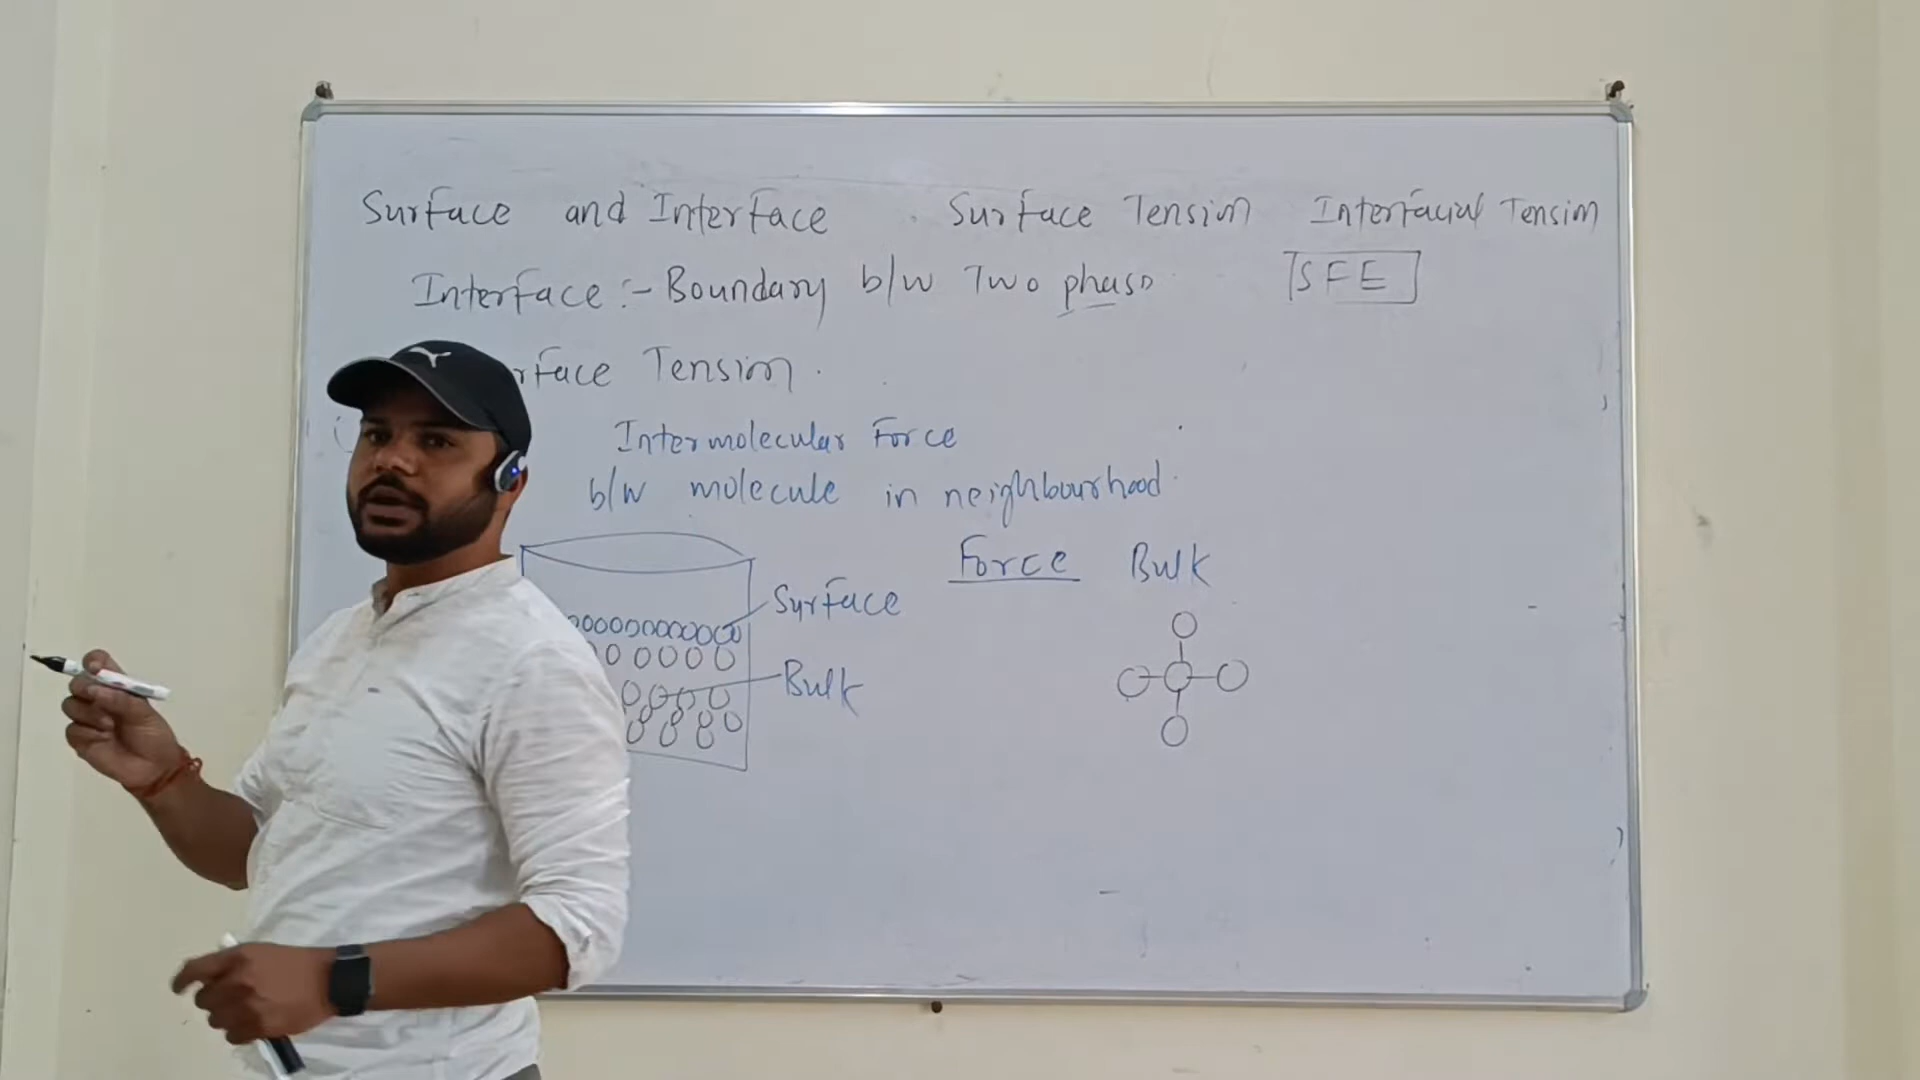 Surface and Interface Surface Tension Interfacial Tension
Interface :- Boundary b/w Two phases
SFE
rface Tension.
Intermolecular Force
b/w molecule in neighbourhood.
Force Bulk
Surface
Bulk